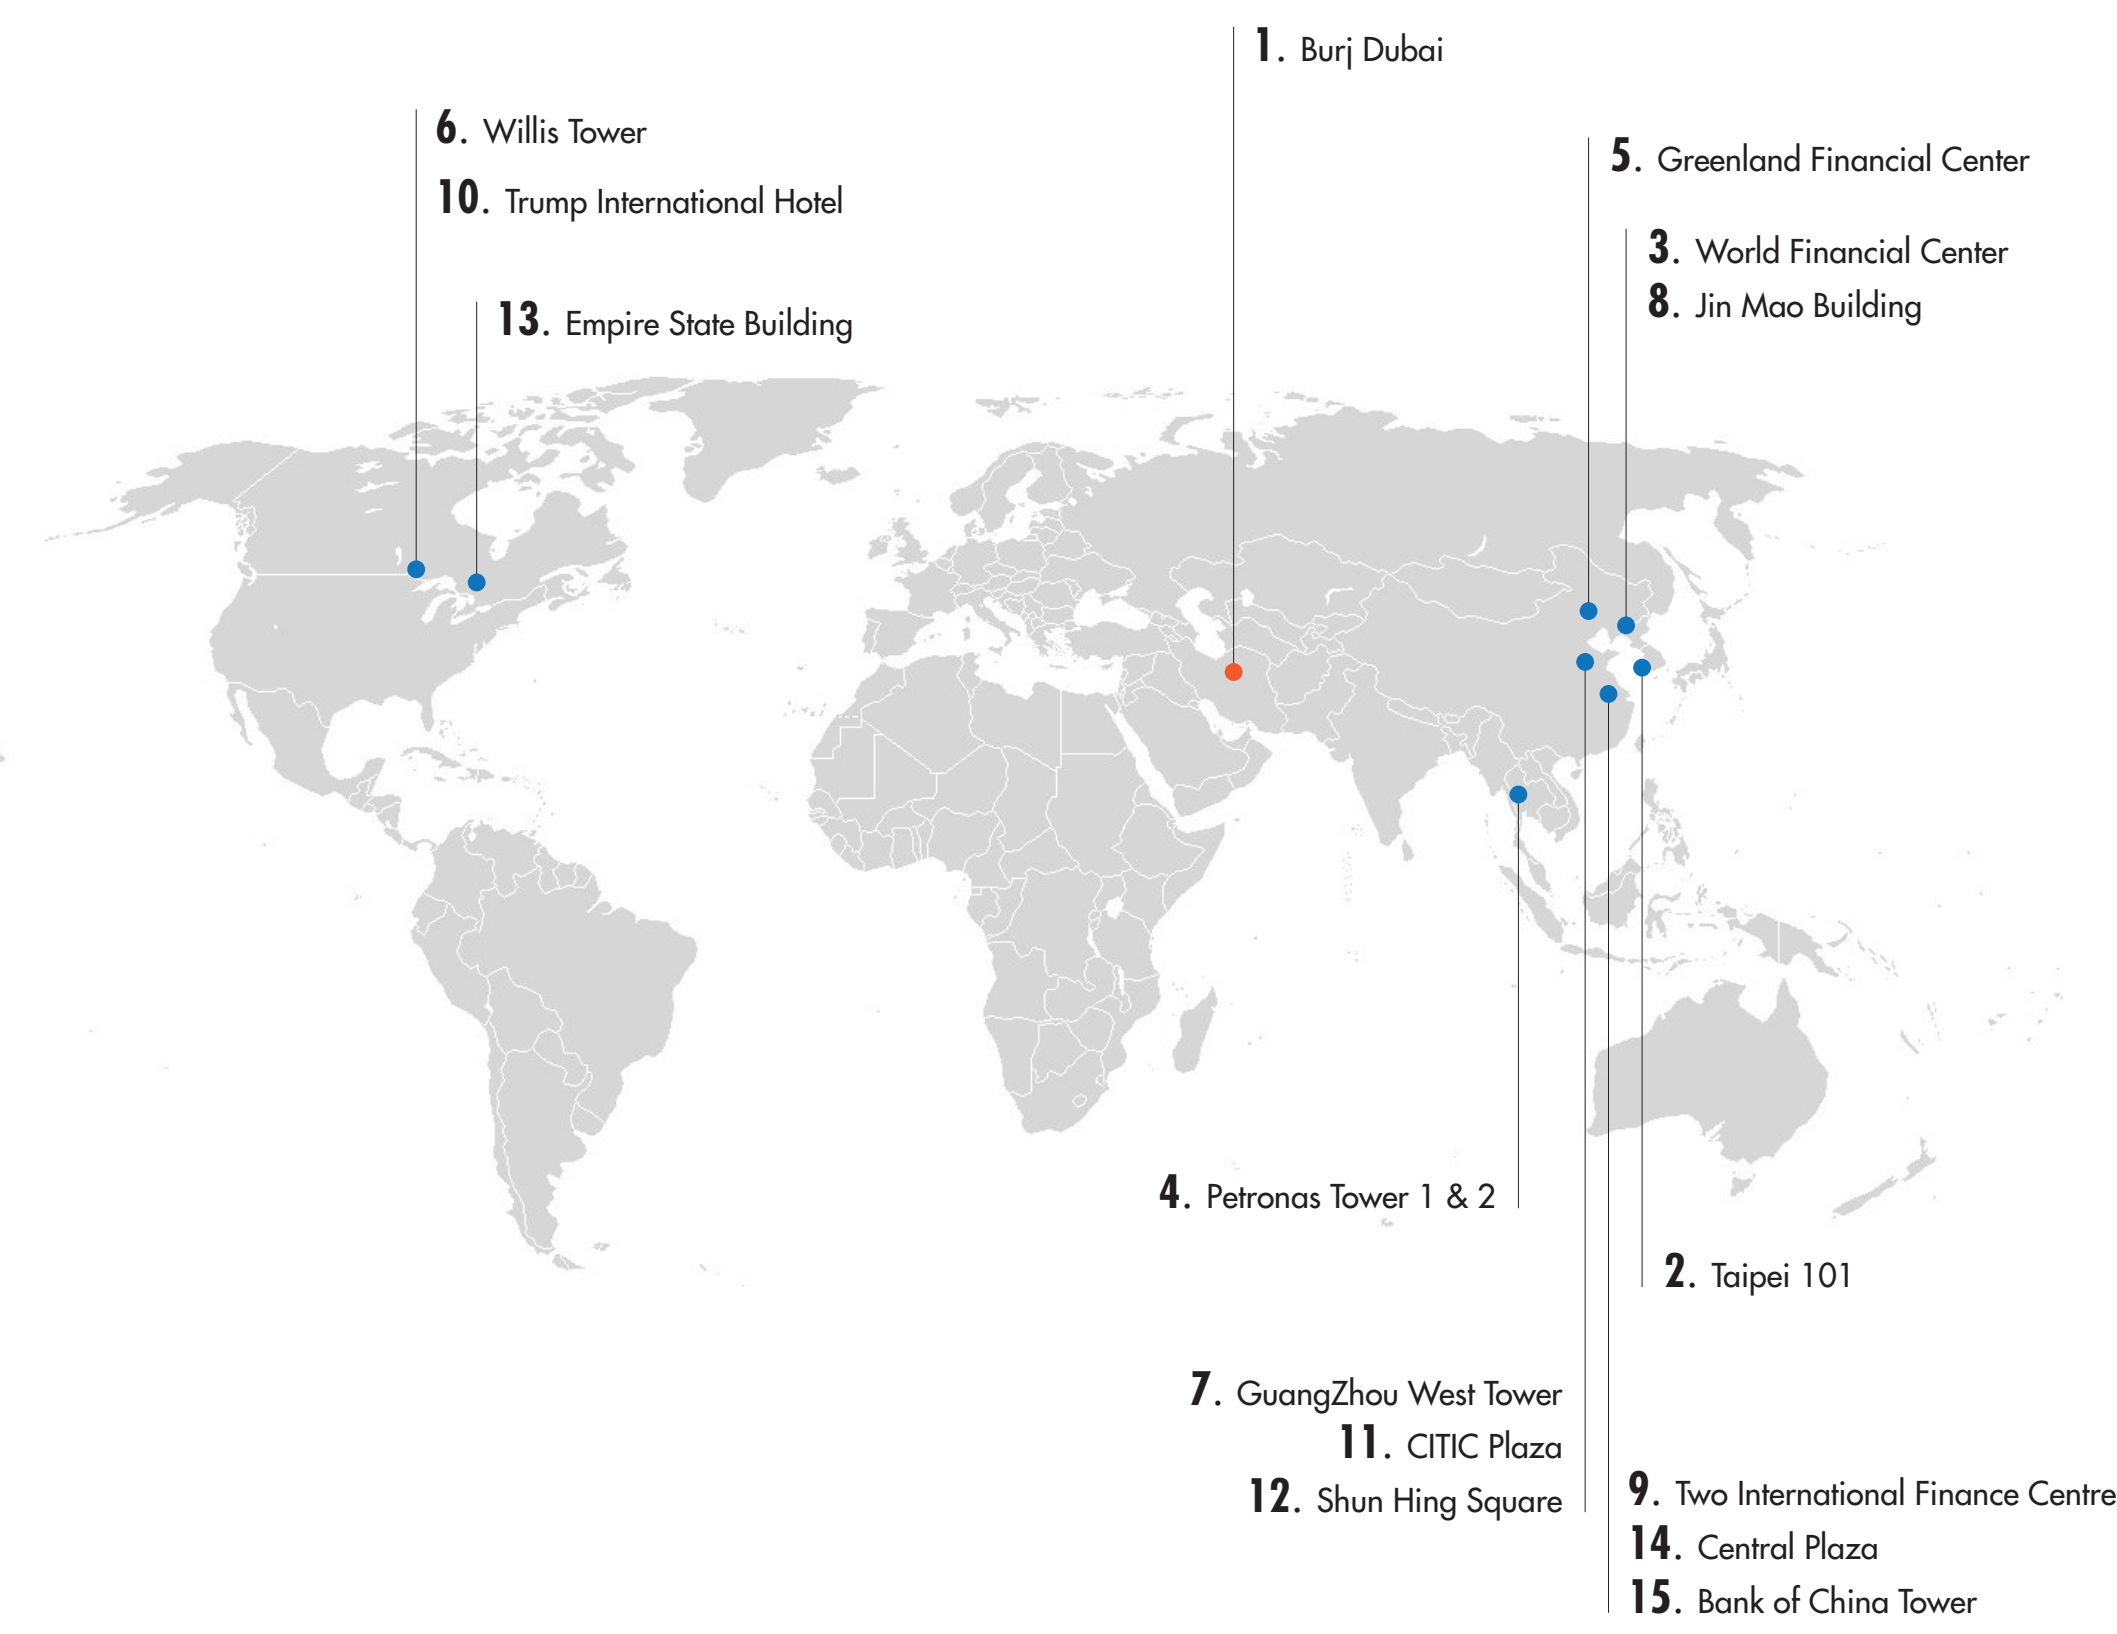 1. Burj Dubai
6. Willis Tower
10. Trump International Hotel
5. Greenland Financial Center
3. World Financial Center
8. Jin Mao Building
13. Empire State Building
4. Petronas Tower 1 & 2
2. Taipei 101
7. GuangZhou West Tower
11. CITIC Plaza
12. Shun Hing Square
9. Two International Finance Centre
14. Central Plaza
15. Bank of China Tower